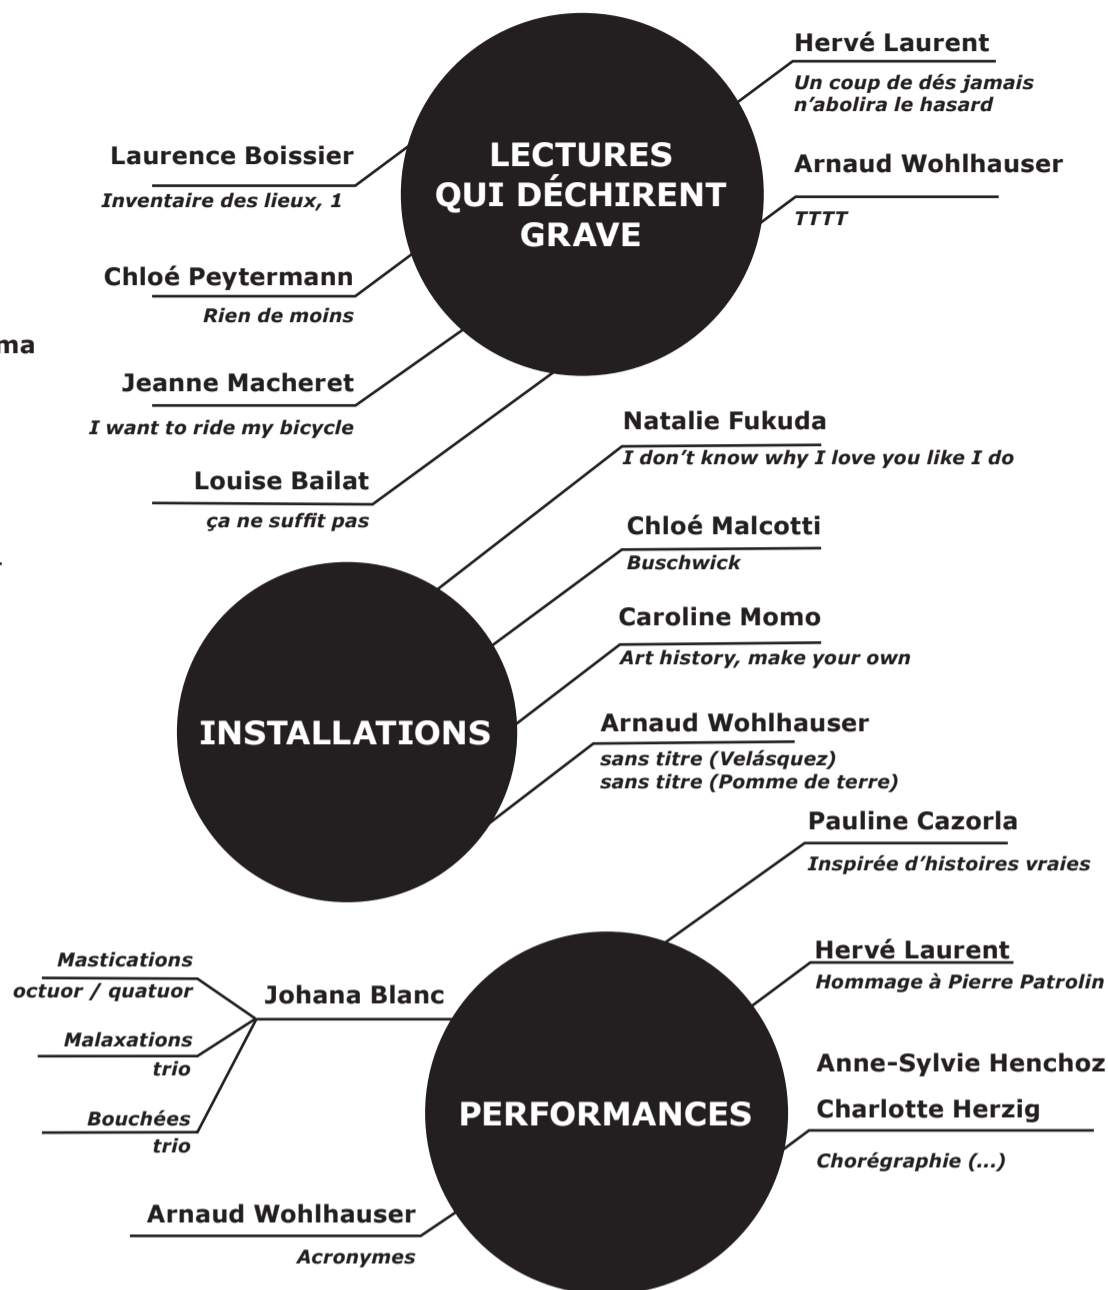 LECTURES
QUI DÉCHIRENT
GRAVE
Hervé Laurent
Un coup de dés jamais
n’abolira le hasard
Arnaud Wohlhauser
TTTT
Laurence Boissier
Inventaire des lieux, 1
Chloé Peytermann
Rien de moins
ma
Jeanne Macheret
I want to ride my bicycle
Louise Bailat
ça ne suffit pas
INSTALLATIONS
Natalie Fukuda
I don’t know why I love you like I do
Chloé Malcotti
Buschwick
Caroline Momo
Art history, make your own
Arnaud Wohlhauser
sans titre (Velásquez)
sans titre (Pomme de terre)
PERFORMANCES
Pauline Cazorla
Inspirée d’histoires vraies
Hervé Laurent
Hommage à Pierre Patrolin
Anne-Sylvie Henchoz
Charlotte Herzig
Chorégraphie (...)
Johana Blanc
Mastications
octuor / quatuor
Malaxations
trio
Bouchées
trio
Arnaud Wohlhauser
Acronymes